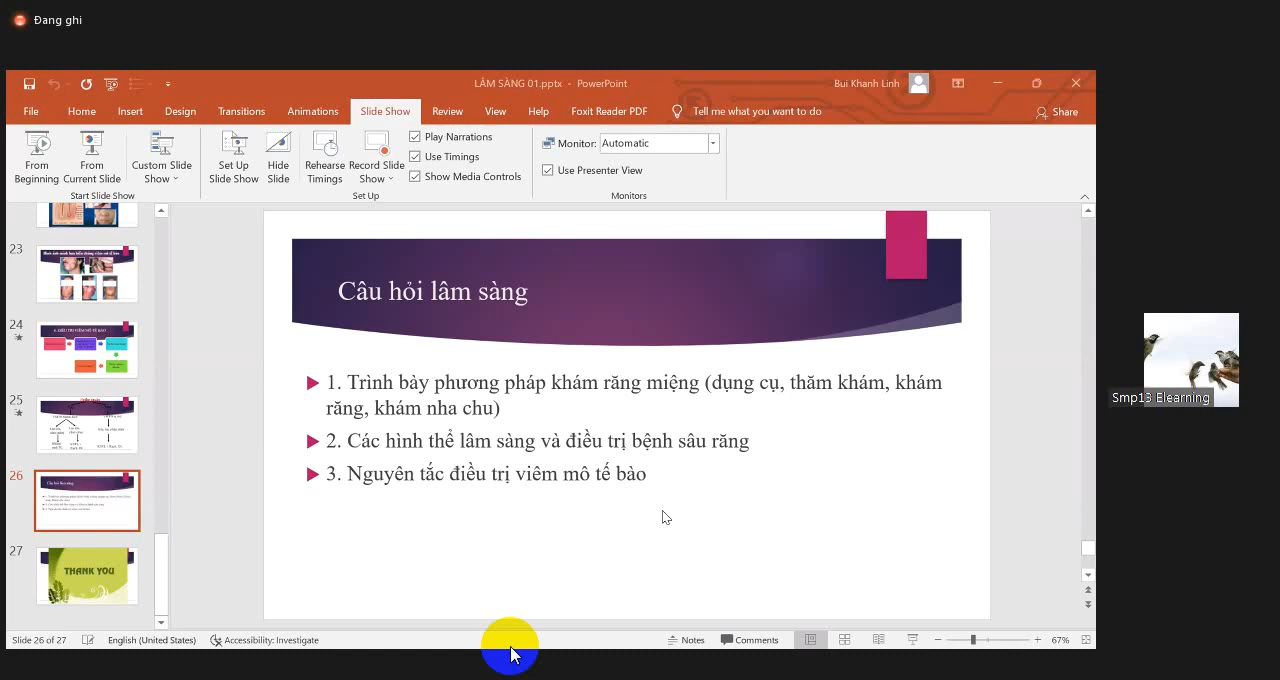 Đang ghi
LÂM SÀNG 01.pptx - PowerPoint
Bui Khanh Linh
File Home Insert Design Transitions Animations Slide Show Review View Help Foxit Reader PDF Tell me what you want to do Share
From Beginning
From Current Slide
Custom Slide Show
Set Up Slide Show
Hide Slide
Rehearse Timings
Record Slide Show
Play Narrations
Use Timings
Show Media Controls
Monitor: Automatic
Use Presenter View
Start Slide Show
Set Up
Monitors
23
24
25
26
27
THANK YOU
Câu hỏi lâm sàng
1. Trình bày phương pháp khám răng miệng (dụng cụ, thăm khám, khám
răng, khám nha chu)
2. Các hình thể lâm sang và điều trị bệnh sâu răng
3. Nguyên tắc điều trị viêm mô tế bào
Smp13 Elearning
Slide 26 of 27 English (United States) Accessibility: Investigate Notes Comments 67%